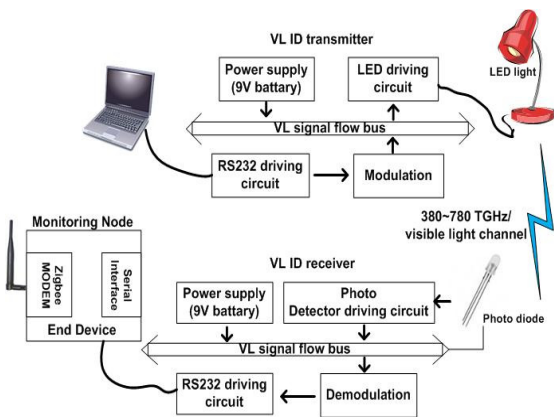 VL ID transmitter
Power supply
(9V battary)
LED driving
circuit
LED light
VL signal flow bus
RS232 driving
circuit
Modulation
380~780 TGHz/
visible light channel
Monitoring Node
Zigbee
MODEM
Serial
Interface
End Device
VL ID receiver
Power supply
(9V battary)
Photo
Detector driving circuit
Photo diode
VL signal flow bus
RS232 driving
circuit
Demodulation